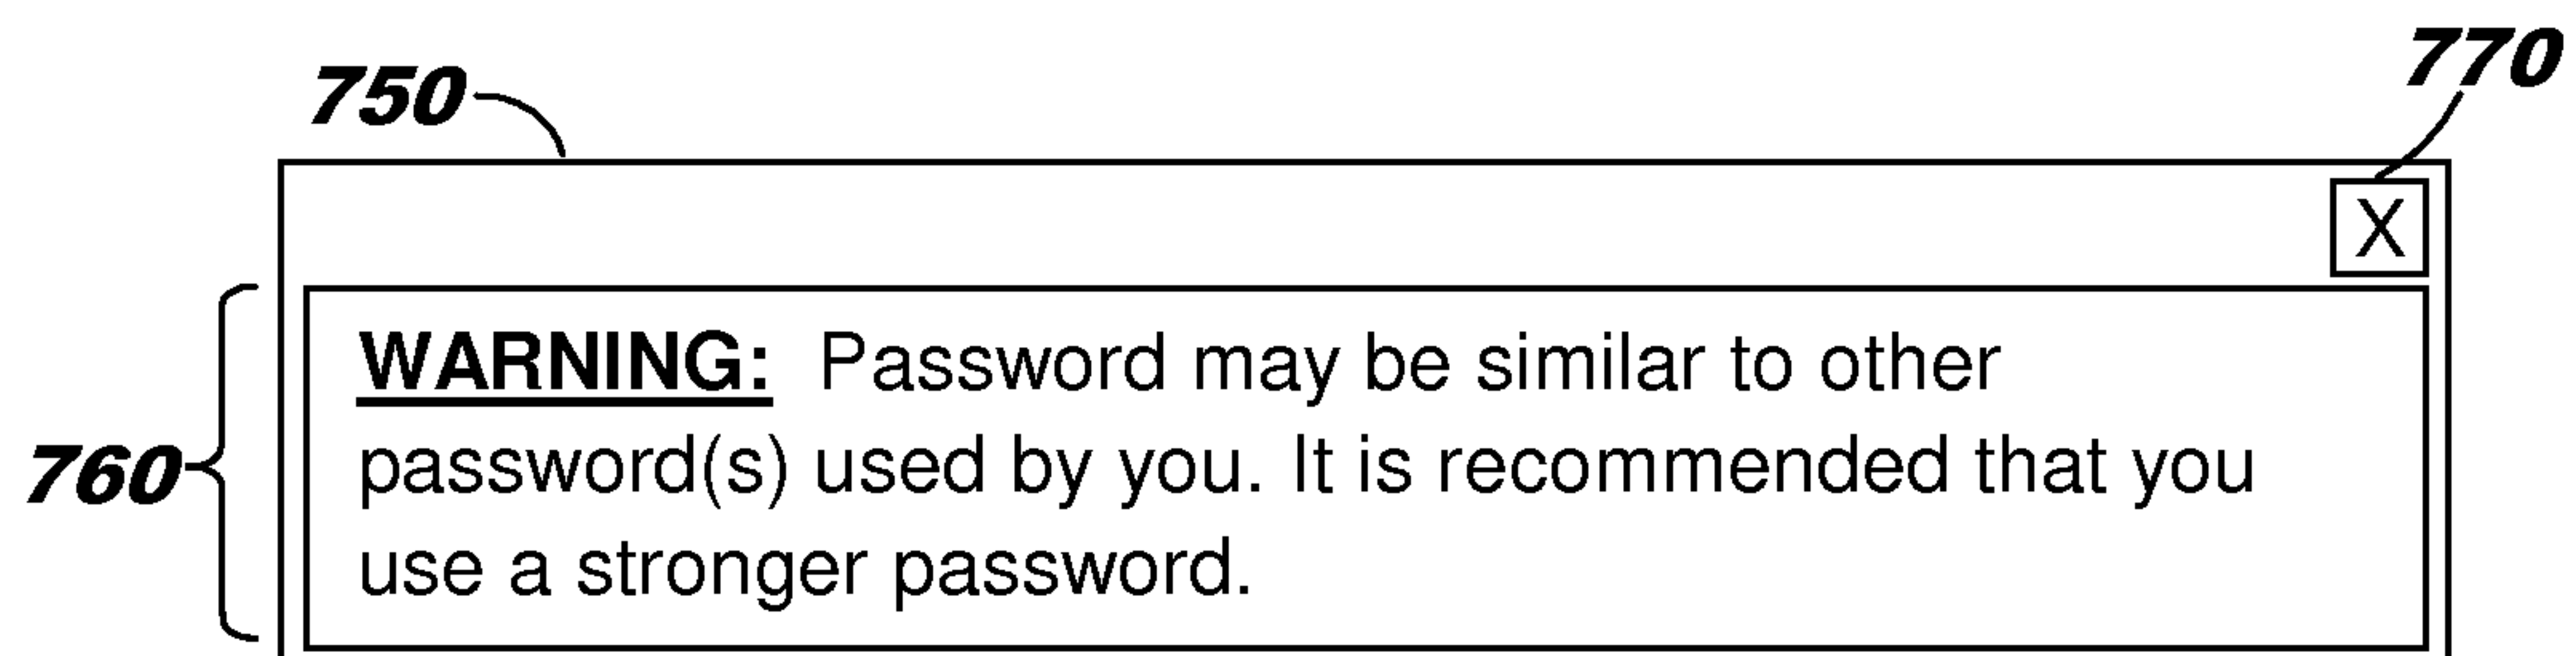 750
770
X
WARNING: Password may be similar to other
password(s) used by you. It is recommended that you
use a stronger password.
760